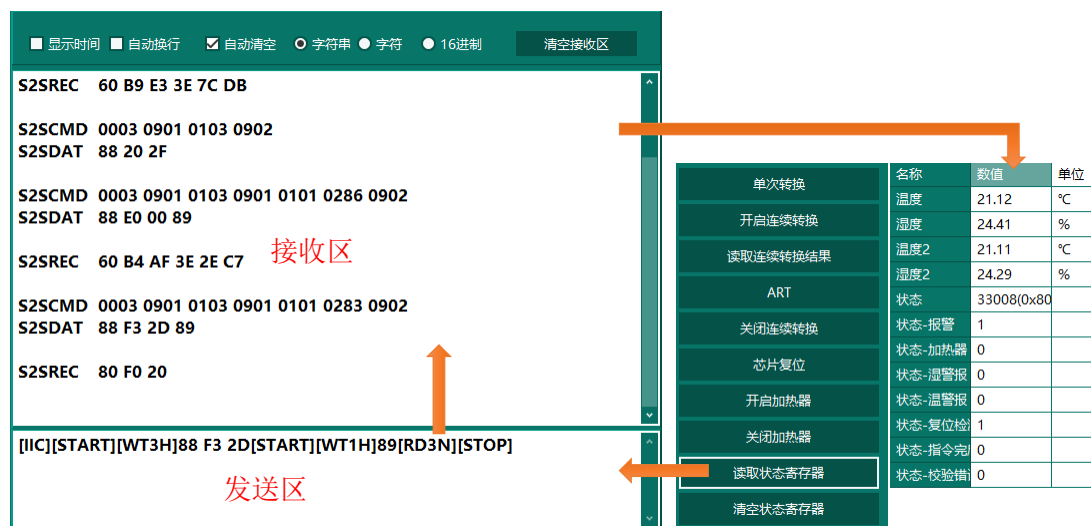 显示时间 自动换行 自动清空 字符串 字符 16进制 清空接收区
S2SREC 60 B9 E3 3E 7C DB
S2SCMD 0003 0901 0103 0902
S2SDAT 88 20 2F
S2SCMD 0003 0901 0103 0901 0101 0286 0902
S2SDAT 88 E0 00 89
接收区
S2SREC 60 B4 AF 3E 2E C7
S2SCMD 0003 0901 0103 0901 0101 0283 0902
S2SDAT 88 F3 2D 89
S2SREC 80 F0 20
[IIC][START][WT3H]88 F3 2D[START][WT1H]89[RD3N][STOP]
发送区
单次转换
开启连续转换
读取连续转换结果
ART
关闭连续转换
芯片复位
开启加热器
关闭加热器
读取状态寄存器
清空状态寄存器
名称 数值 单位
温度 21.12 ℃
湿度 24.41 %
温度2 21.11 ℃
湿度2 24.29 %
状态 33008(0x80
状态-报警 1
状态-加热器 0
状态-湿警报 0
状态-温警报 0
状态-复位检 1
状态-指令完 0
状态-校验错 0